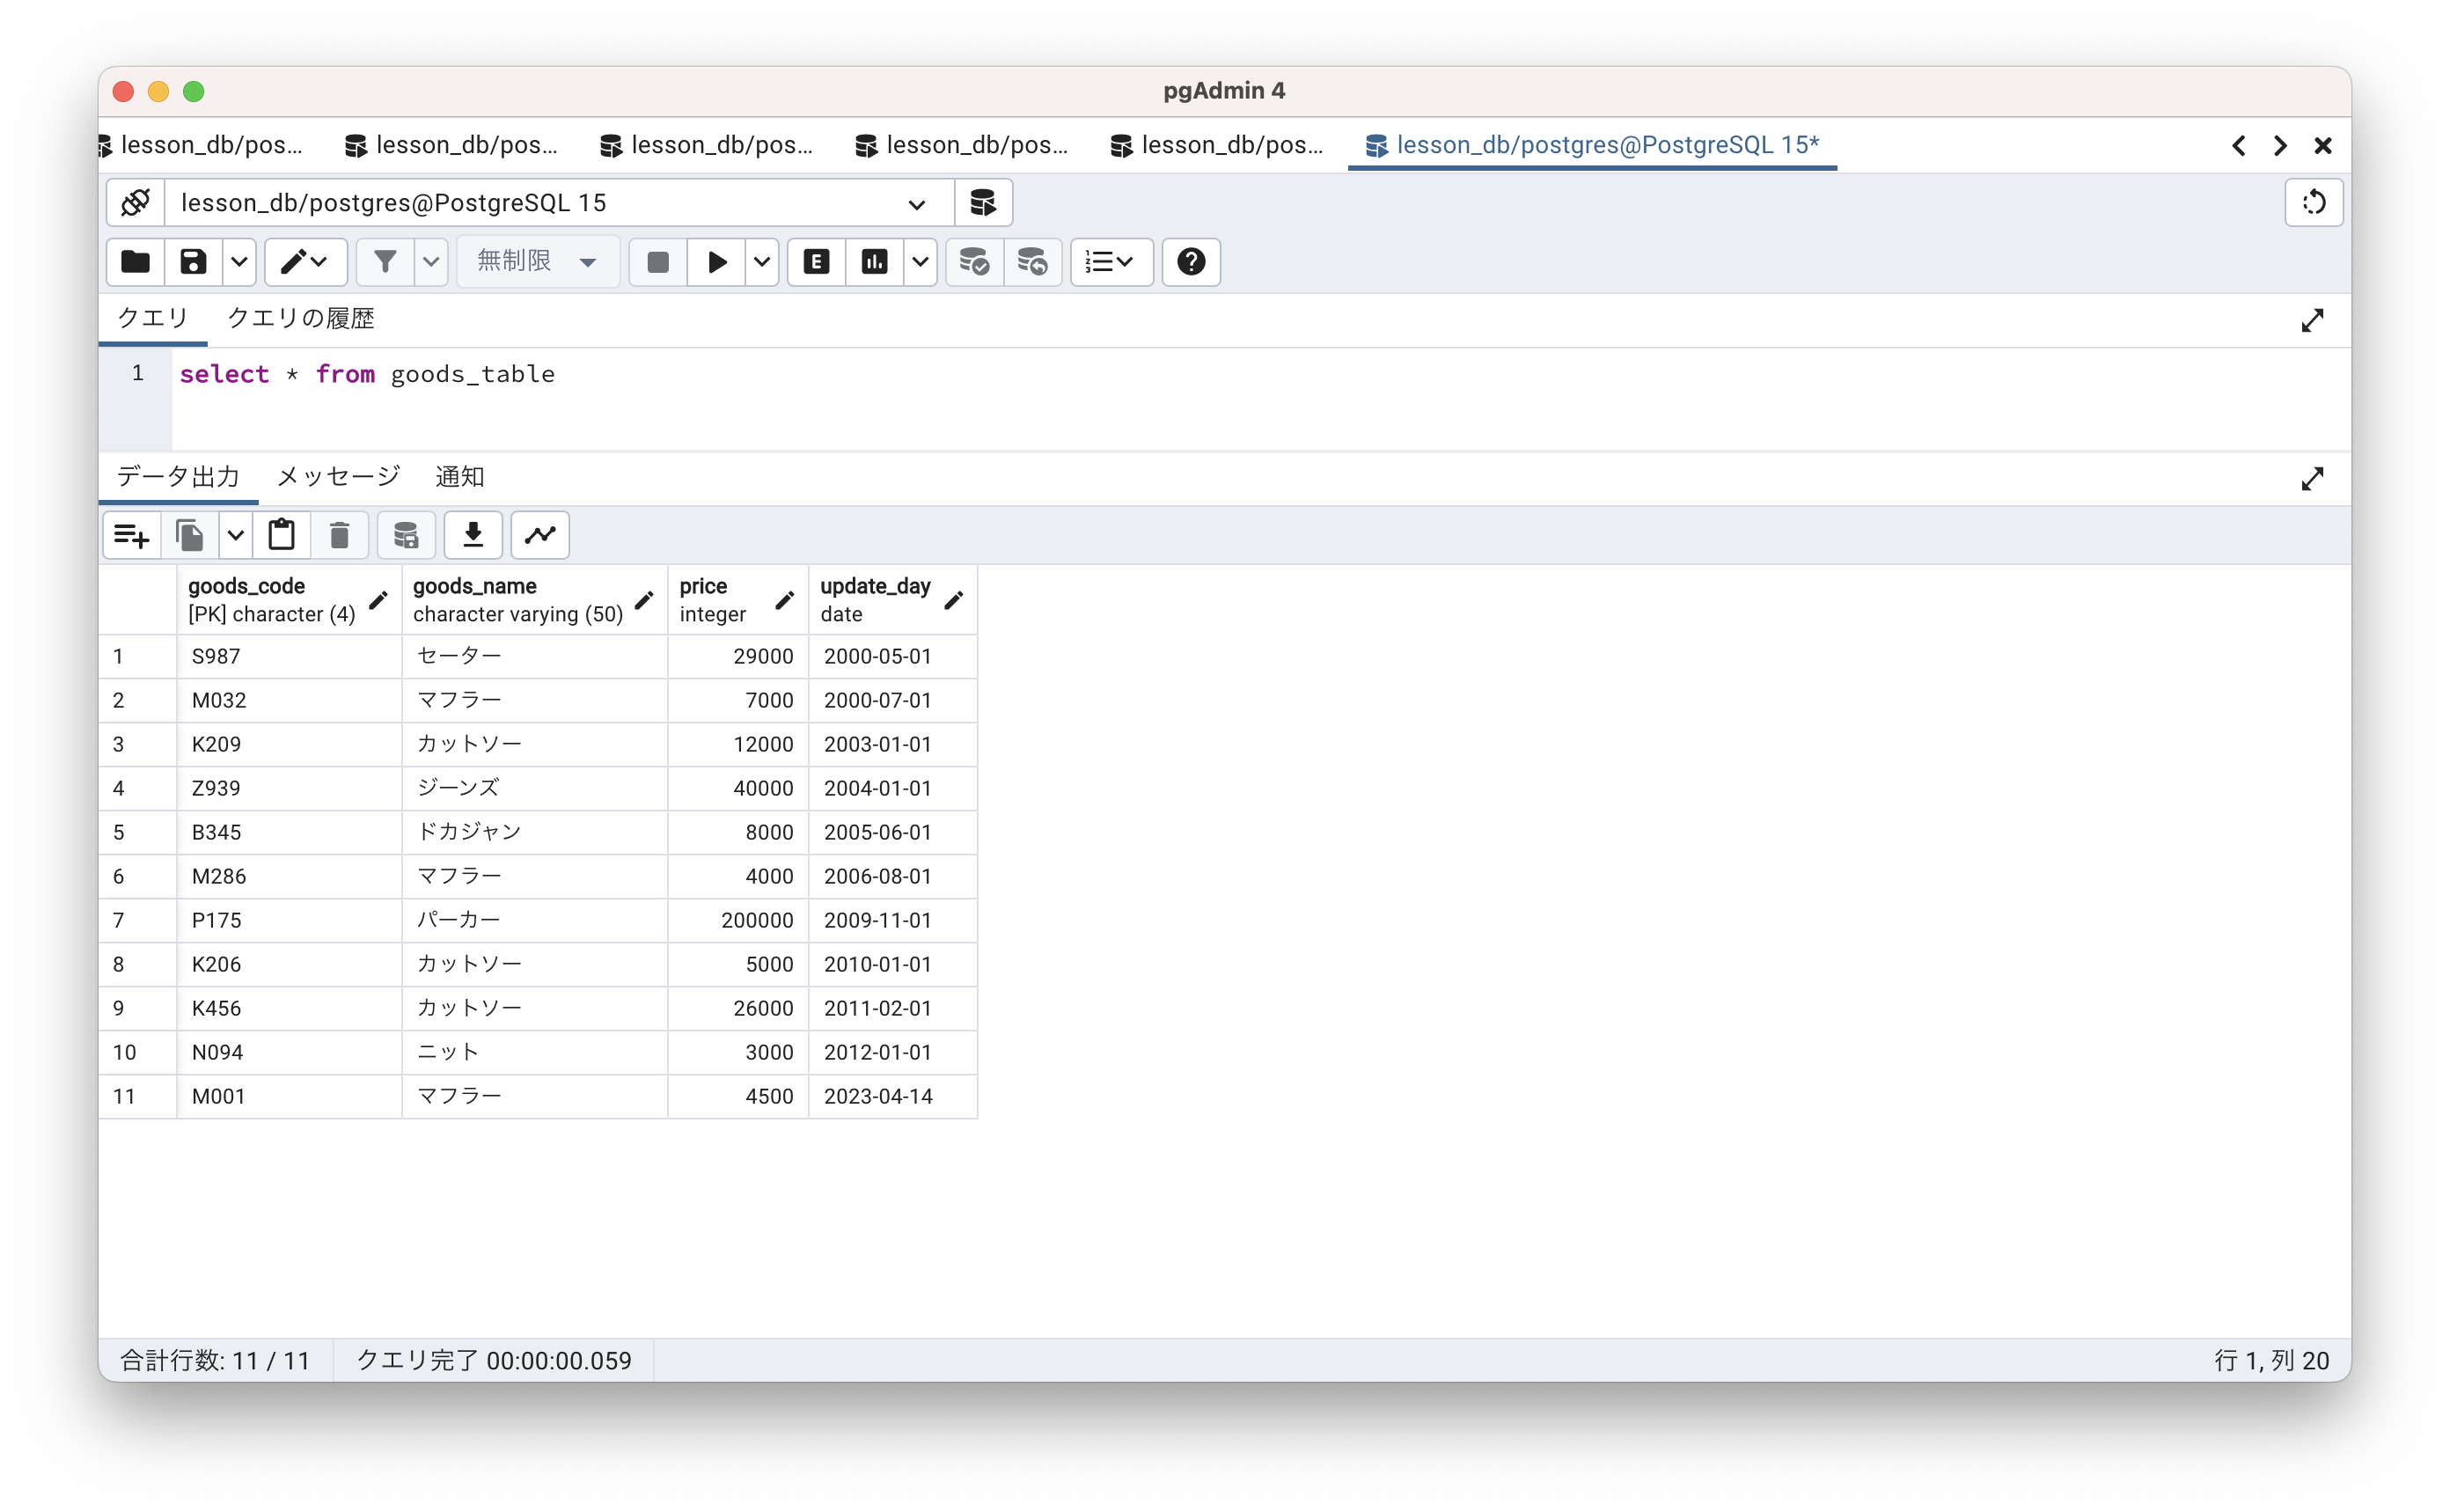 pgAdmin 4
lesson_db/pos... lesson_db/pos... lesson_db/pos... lesson_db/pos... lesson_db/pos... lesson_db/postgres@PostgreSQL 15*
lesson_db/postgres@PostgreSQL 15
無制限 E
クエリ クエリの履歴
1 select * from goods_table
データ出力 メッセージ 通知
goods_code goods_name price update_day
[PK] character (4) character varying (50) integer date
1 S987 セーター 29000 2000-05-01
2 M032 マフラー 7000 2000-07-01
3 K209 カットソー 12000 2003-01-01
4 Z939 ジーンズ 40000 2004-01-01
5 B345 ドカジャン 8000 2005-06-01
6 M286 マフラー 4000 2006-08-01
7 P175 パーカー 200000 2009-11-01
8 K206 カットソー 5000 2010-01-01
9 K456 カットソー 26000 2011-02-01
10 N094 ニット 3000 2012-01-01
11 M001 マフラー 4500 2023-04-14
合計行数: 11 / 11 クエリ完了 00:00:00.059 行 1, 列 20